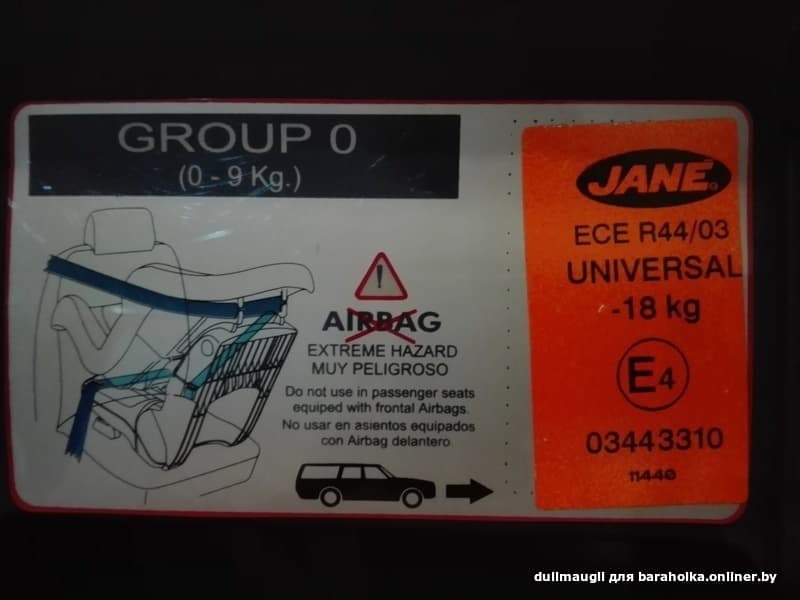 GROUP 0
(0 - 9 Kg.)
AIRBAG
EXTREME HAZARD
MUY PELIGROSO
Do not use in passenger seats
equiped with frontal Airbags.
No usar en asientos equipados
con Airbag delantero
JANÉ
ECE R44/03
UNIVERSAL
-18 kg
E4
03443310
11440
dullmaugli для baraholka.onliner.by